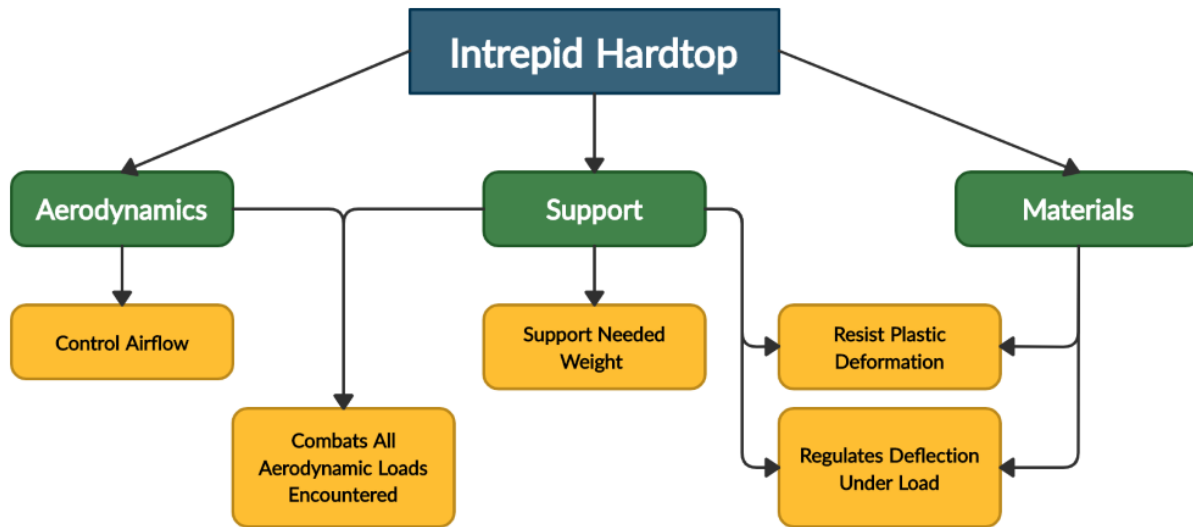 Intrepid Hardtop
Aerodynamics
Support
Materials
Control Airflow
Support Needed
Weight
Resist Plastic
Deformation
Combats All
Aerodynamic Loads
Encountered
Regulates Deflection
Under Load